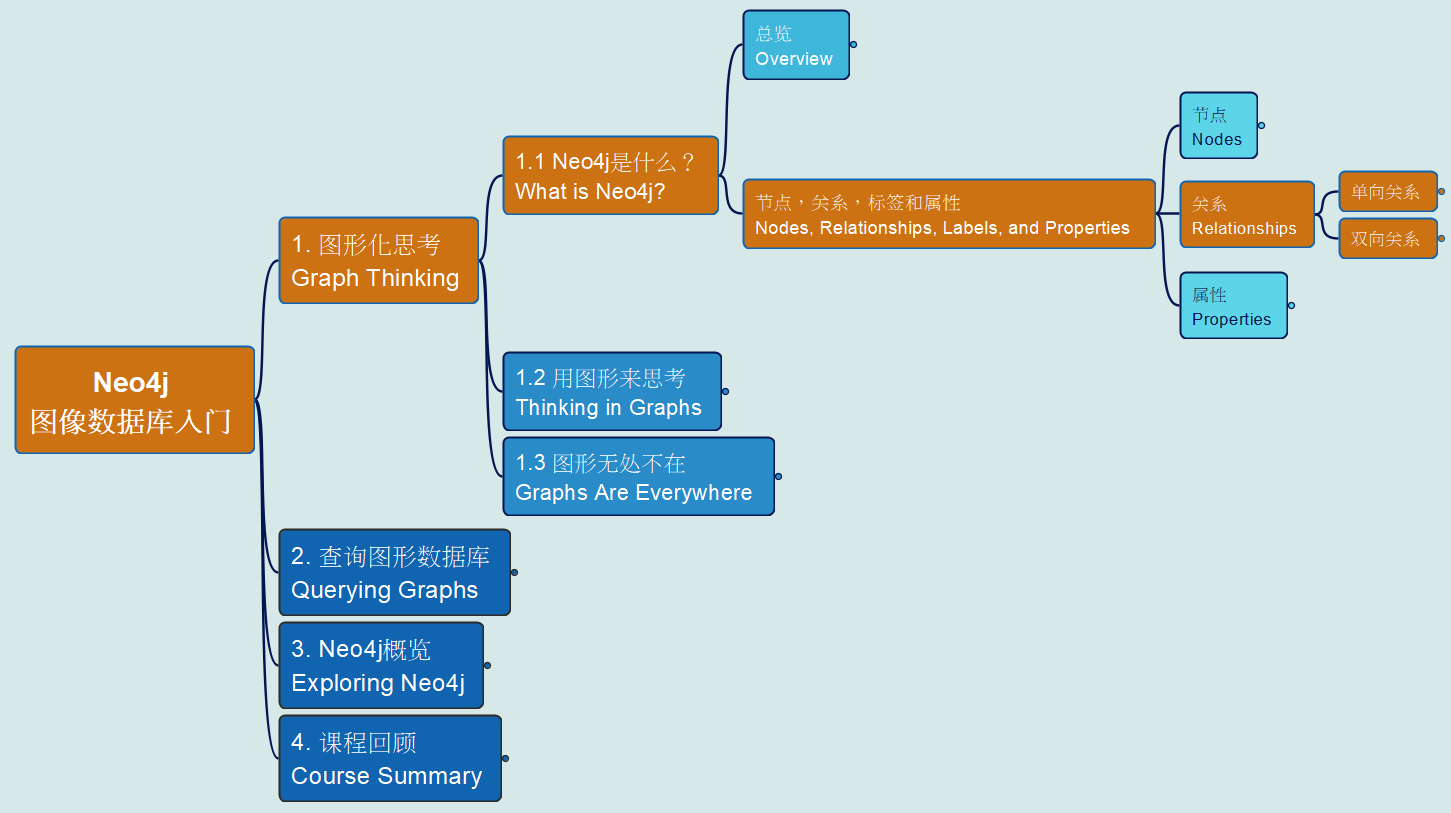 Neo4j
图像数据库入门
1. 图形化思考
Graph Thinking
1.1 Neo4j是什么？
What is Neo4j?
总览
Overview
节点，关系，标签和属性
Nodes, Relationships, Labels, and Properties
节点
Nodes
关系
Relationships
单向关系
双向关系
属性
Properties
1.2 用图形来思考
Thinking in Graphs
1.3 图形无处不在
Graphs Are Everywhere
2. 查询图形数据库
Querying Graphs
3. Neo4j概览
Exploring Neo4j
4. 课程回顾
Course Summary